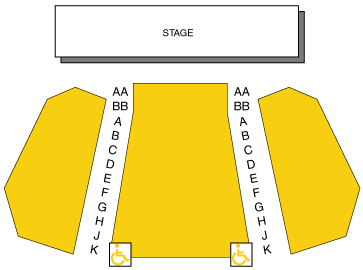 STAGE
AA AA
BB BB
A A
B B
C C
D D
E E
F F
G G
H H
J J
K K